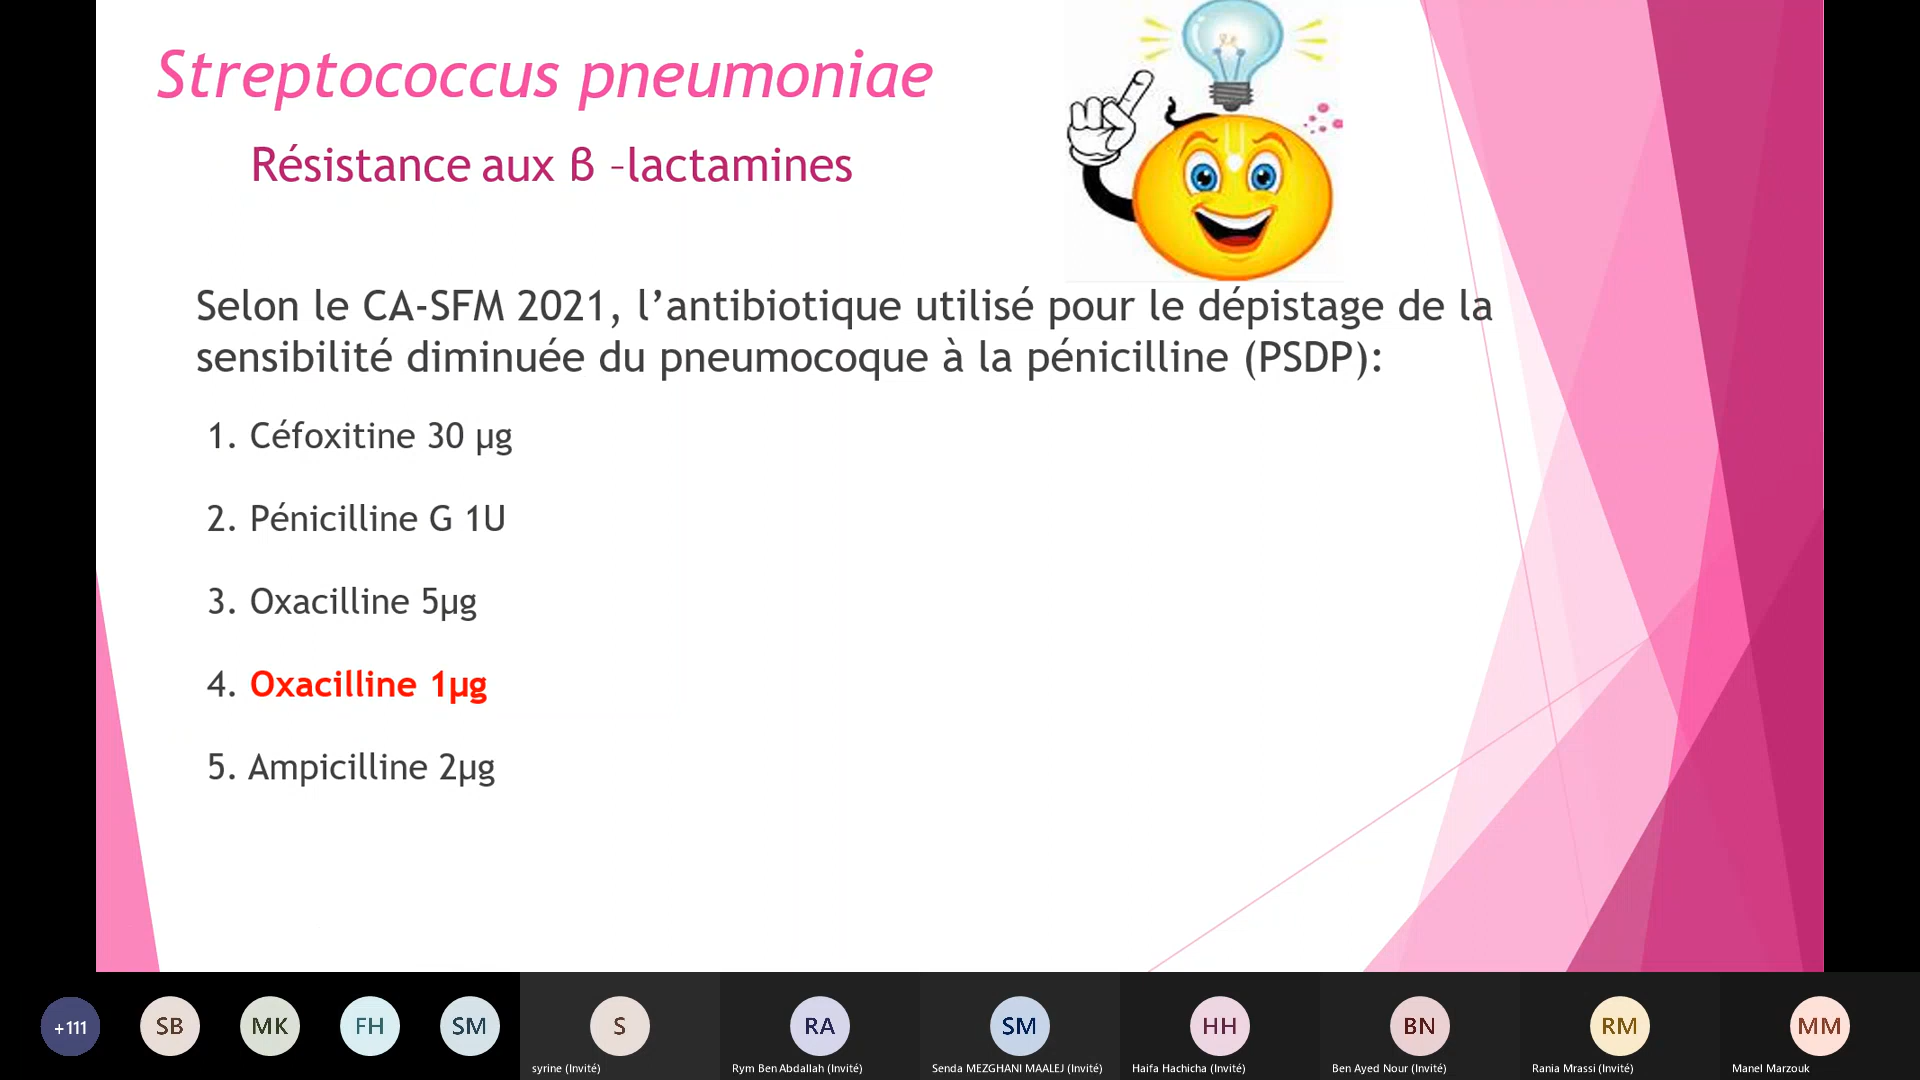 Streptococcus pneumoniae
Résistance aux ß –lactamines
Selon le CA-SFM 2021, l’antibiotique utilisé pour le dépistage de la
sensibilité diminuée du pneumocoque à la pénicilline (PSDP):
1. Céfoxitine 30 µg
2. Pénicilline G 1U
3. Oxacilline 5µg
4. Oxacilline 1µg
5. Ampicilline 2µg
+111
SB
MK
FH
SM
S
RA
SM
HH
BN
RM
MM
syrine (Invité)
Rym Ben Abdallah (Invité)
Senda MEZGHANI MAALEJ (Invité)
Haifa Hachicha (Invité)
Ben Ayed Nour (Invité)
Rania Mrassi (Invité)
Manel Marzouk